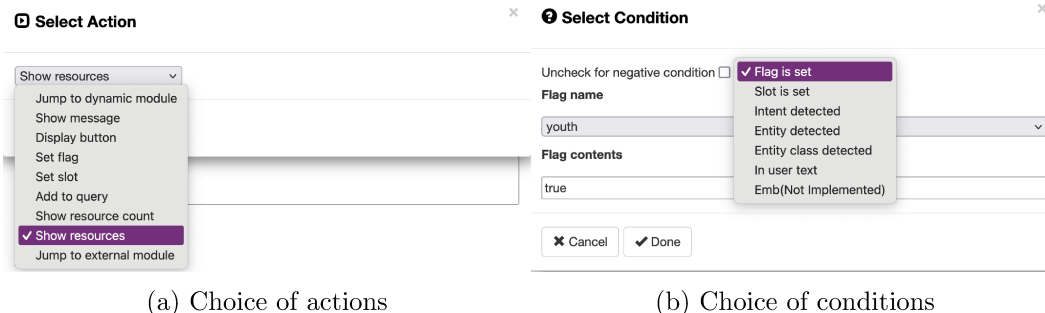 Select Action
×
Show resources
Jump to dynamic module
Show message
Display button
Set flag
Set slot
Add to query
Show resource count
✓ Show resources
Jump to external module
(a) Choice of actions
Select Condition
×
Uncheck for negative condition
✓ Flag is set
Slot is set
Intent detected
Entity detected
Entity class detected
In user text
Emb(Not Implemented)
Flag name
youth
Flag contents
true
✖ Cancel
✔ Done
(b) Choice of conditions